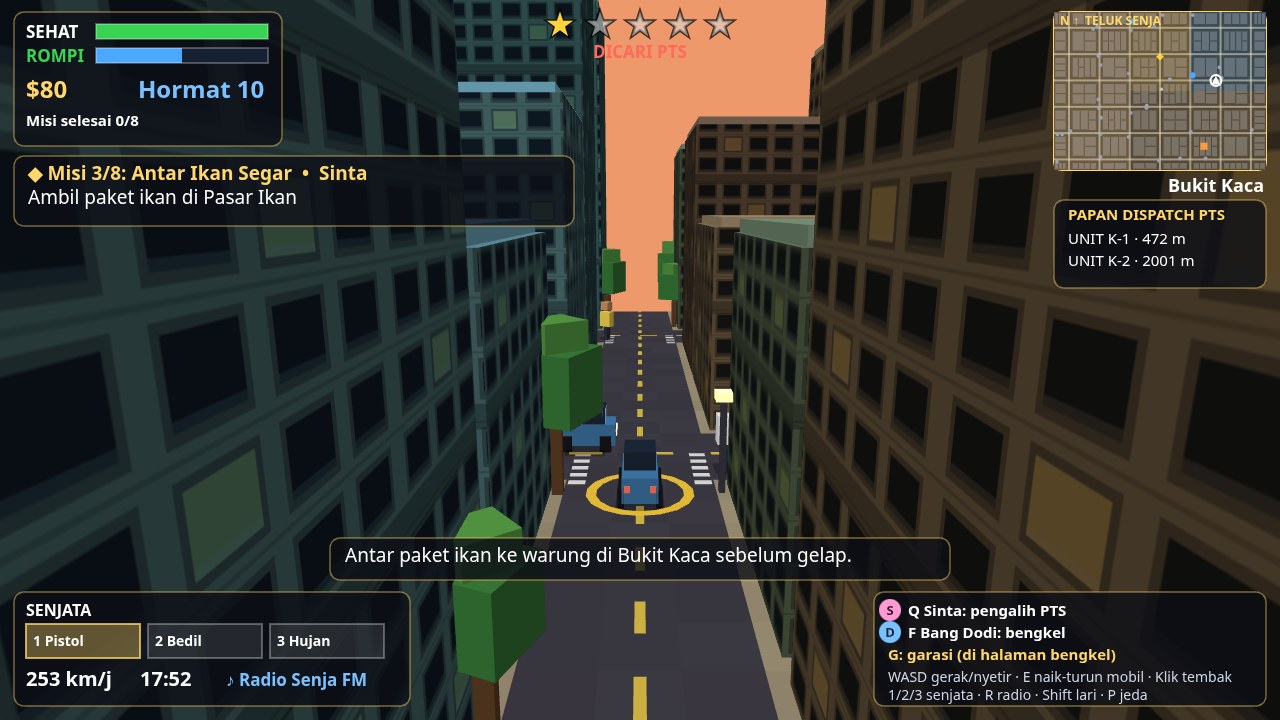 SEHAT
ROMPI
$80 Hormat 10
Misi selesai 0/8
◆ Misi 3/8: Antar Ikan Segar • Sinta
Ambil paket ikan di Pasar Ikan
DICARI PTS
N ↑ TELUK SENJA
Bukit Kaca
PAPAN DISPATCH PTS
UNIT K-1 · 472 m
UNIT K-2 · 2001 m
Antar paket ikan ke warung di Bukit Kaca sebelum gelap.
SENJATA
1 Pistol 2 Bedil 3 Hujan
253 km/j 17:52 ♪ Radio Senja FM
S Q Sinta: pengalih PTS
D F Bang Dodi: bengkel
G: garasi (di halaman bengkel)
WASD gerak/nyetir · E naik-turun mobil · Klik tembak
1/2/3 senjata · R radio · Shift lari · P jeda